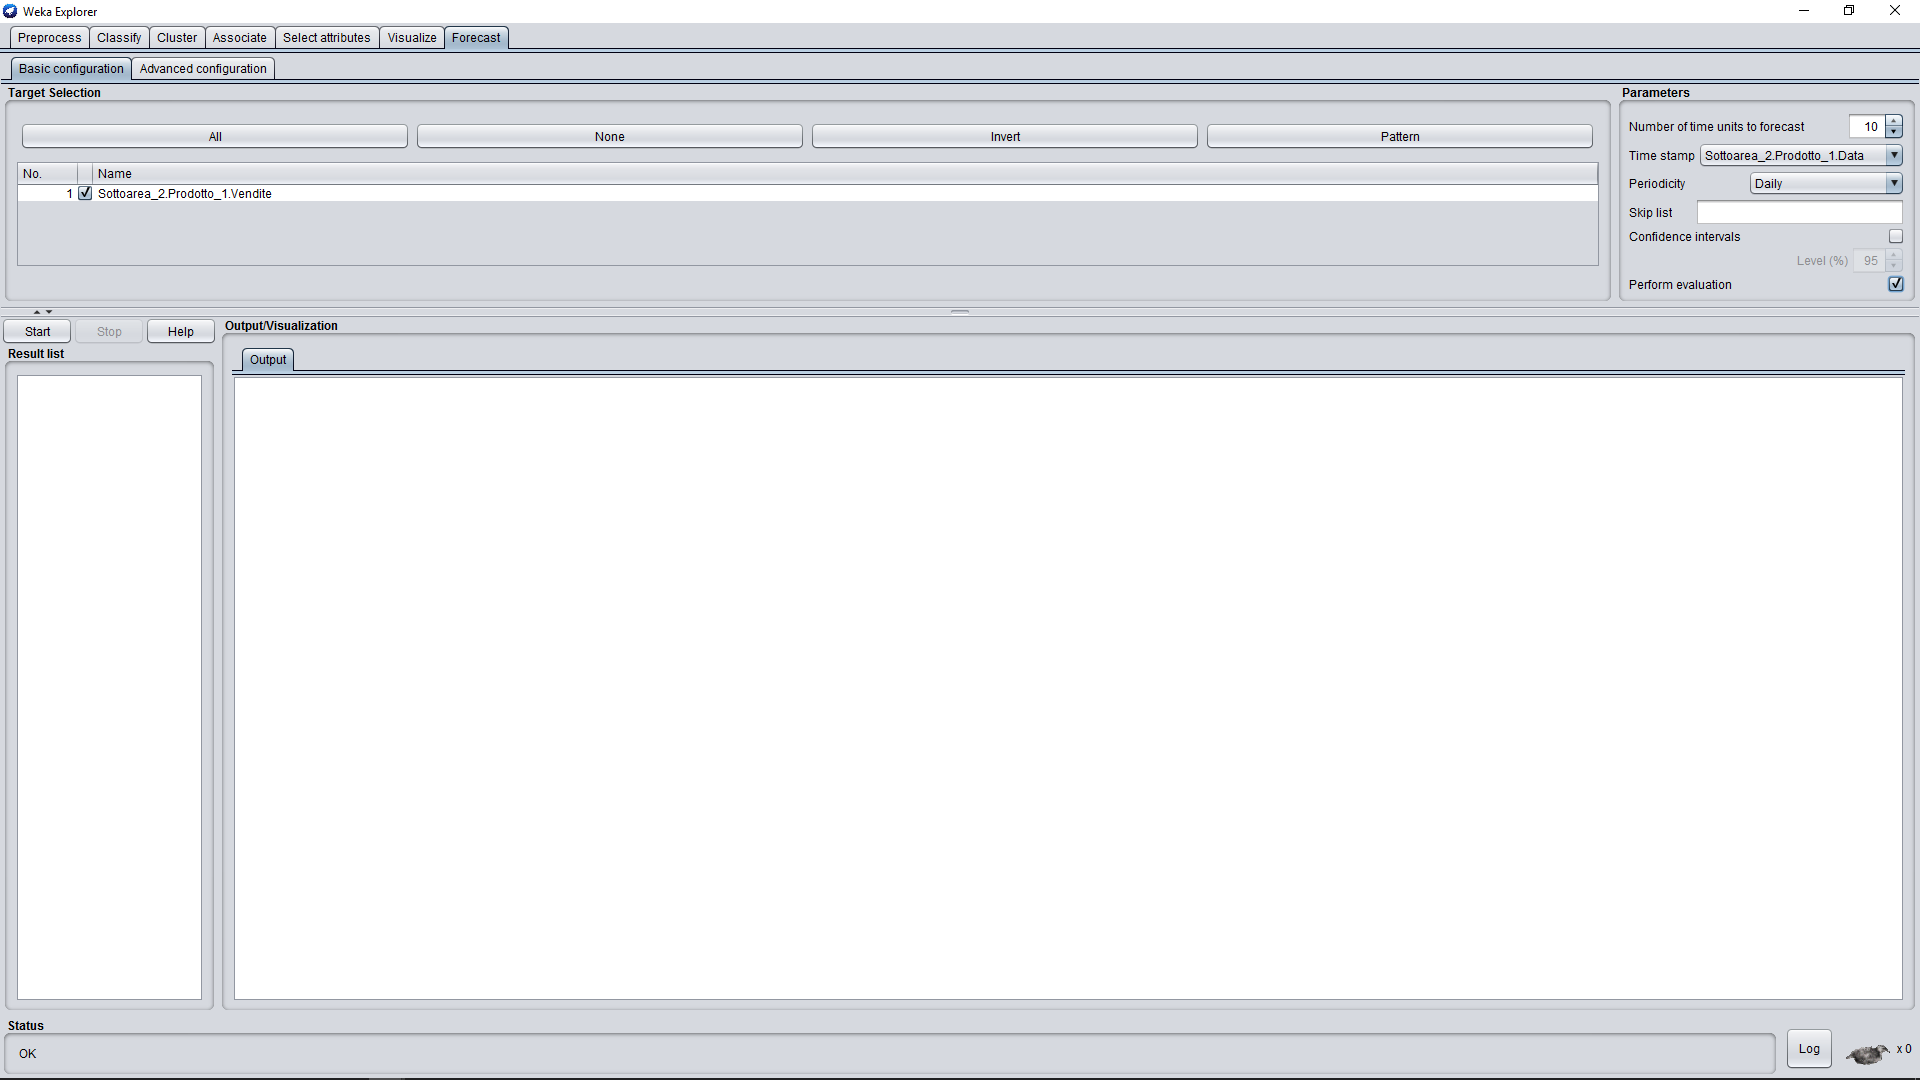 Weka Explorer
Preprocess Classify Cluster Associate Select attributes Visualize Forecast
Basic configuration Advanced configuration
Target Selection
All None Invert Pattern
No. Name
1 Sottoarea_2.Prodotto_1.Vendite
Parameters
Number of time units to forecast 10
Time stamp Sottoarea_2.Prodotto_1.Data
Periodicity Daily
Skip list
Confidence intervals
Level (%) 95
Perform evaluation
Start Stop Help
Result list
Output/Visualization
Output
Status
OK
Log
x 0